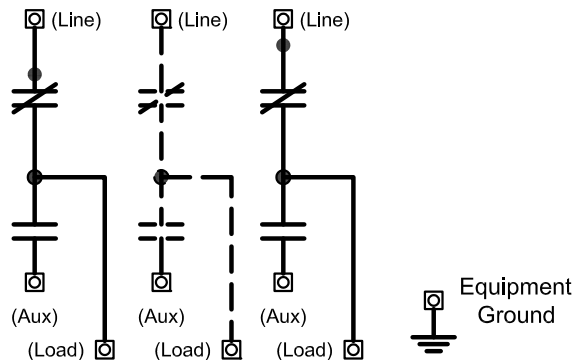 (Line) (Line) (Line)
Equipment
Ground
(Aux) (Aux) (Aux)
(Load) (Load) (Load)